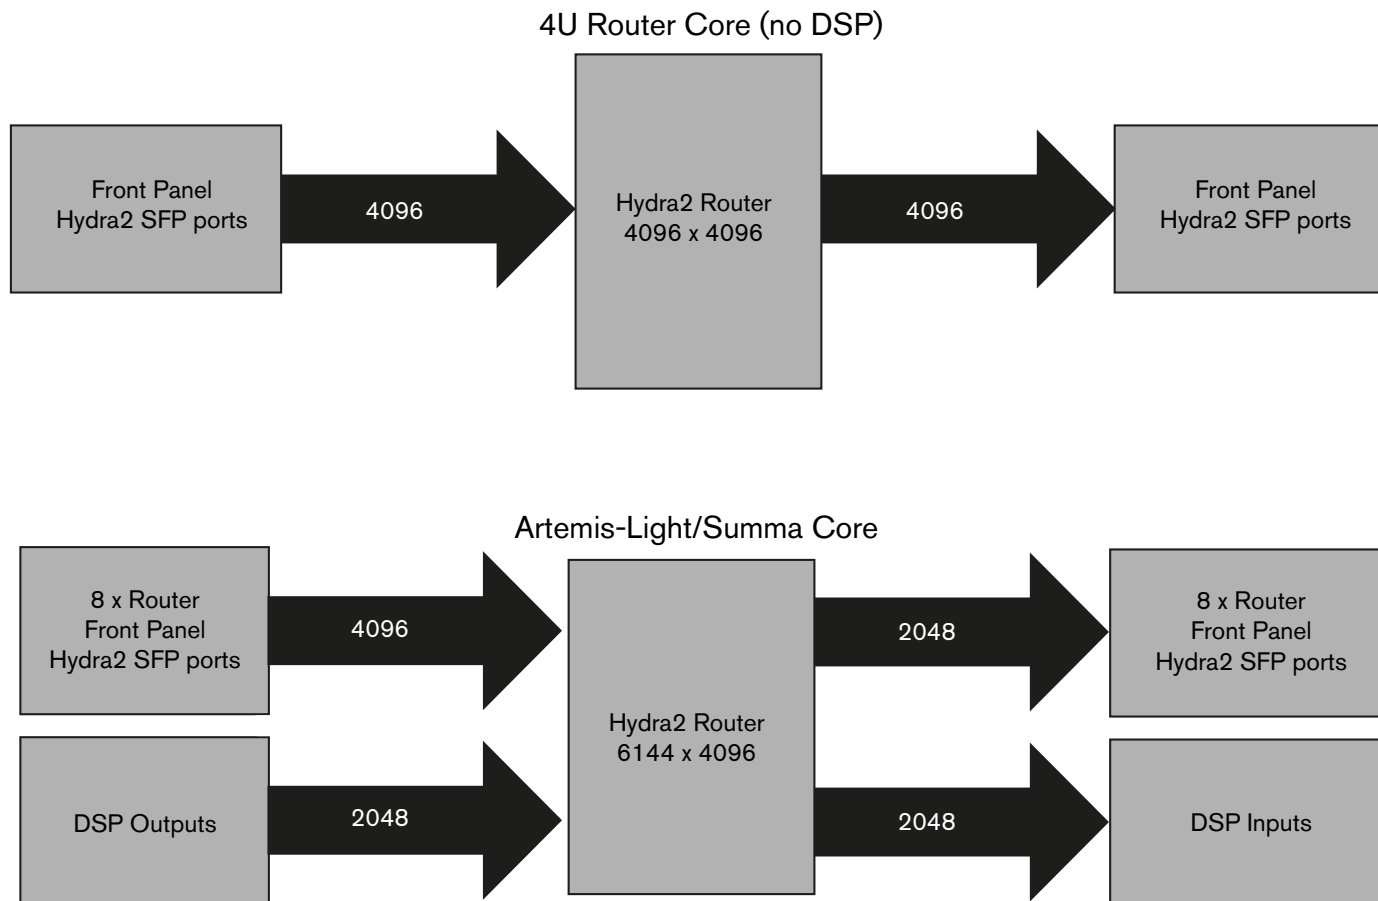 4U Router Core (no DSP)
Front Panel
Hydra2 SFP ports
4096
Hydra2 Router
4096 x 4096
4096
Front Panel
Hydra2 SFP ports
Artemis-Light/Summa Core
8 x Router
Front Panel
Hydra2 SFP ports
4096
Hydra2 Router
6144 x 4096
2048
8 x Router
Front Panel
Hydra2 SFP ports
DSP Outputs
2048
2048
DSP Inputs